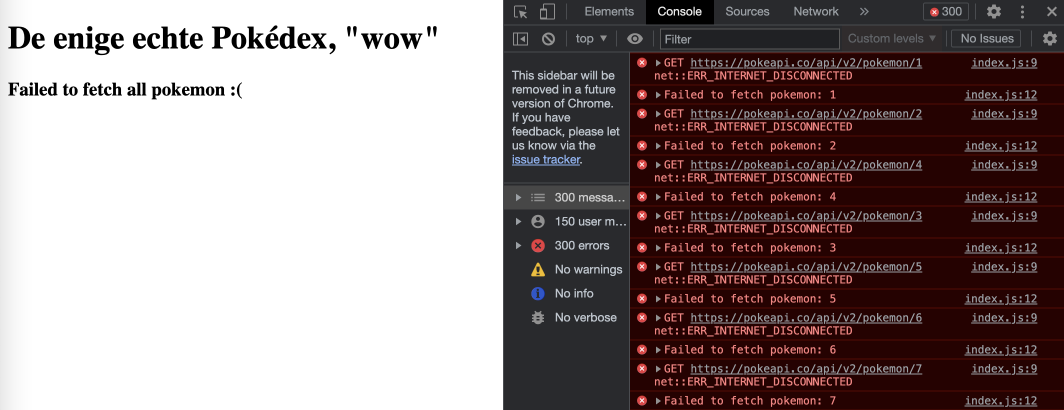 De enige echte Pokédex, "wow"
Failed to fetch all pokemon :(
Elements Console Sources Network » 300
top ▼ Filter Custom levels ▼ No Issues
This sidebar will be
removed in a future
version of Chrome.
If you have
feedback, please let
us know via the
issue tracker.
300 messa…
150 user m…
300 errors
No warnings
No info
No verbose
GET https://pokeapi.co/api/v2/pokemon/1 index.js:9
net::ERR_INTERNET_DISCONNECTED
Failed to fetch pokemon: 1 index.js:12
GET https://pokeapi.co/api/v2/pokemon/2 index.js:9
net::ERR_INTERNET_DISCONNECTED
Failed to fetch pokemon: 2 index.js:12
GET https://pokeapi.co/api/v2/pokemon/4 index.js:9
net::ERR_INTERNET_DISCONNECTED
Failed to fetch pokemon: 4 index.js:12
GET https://pokeapi.co/api/v2/pokemon/3 index.js:9
net::ERR_INTERNET_DISCONNECTED
Failed to fetch pokemon: 3 index.js:12
GET https://pokeapi.co/api/v2/pokemon/5 index.js:9
net::ERR_INTERNET_DISCONNECTED
Failed to fetch pokemon: 5 index.js:12
GET https://pokeapi.co/api/v2/pokemon/6 index.js:9
net::ERR_INTERNET_DISCONNECTED
Failed to fetch pokemon: 6 index.js:12
GET https://pokeapi.co/api/v2/pokemon/7 index.js:9
net::ERR_INTERNET_DISCONNECTED
Failed to fetch pokemon: 7 index.js:12